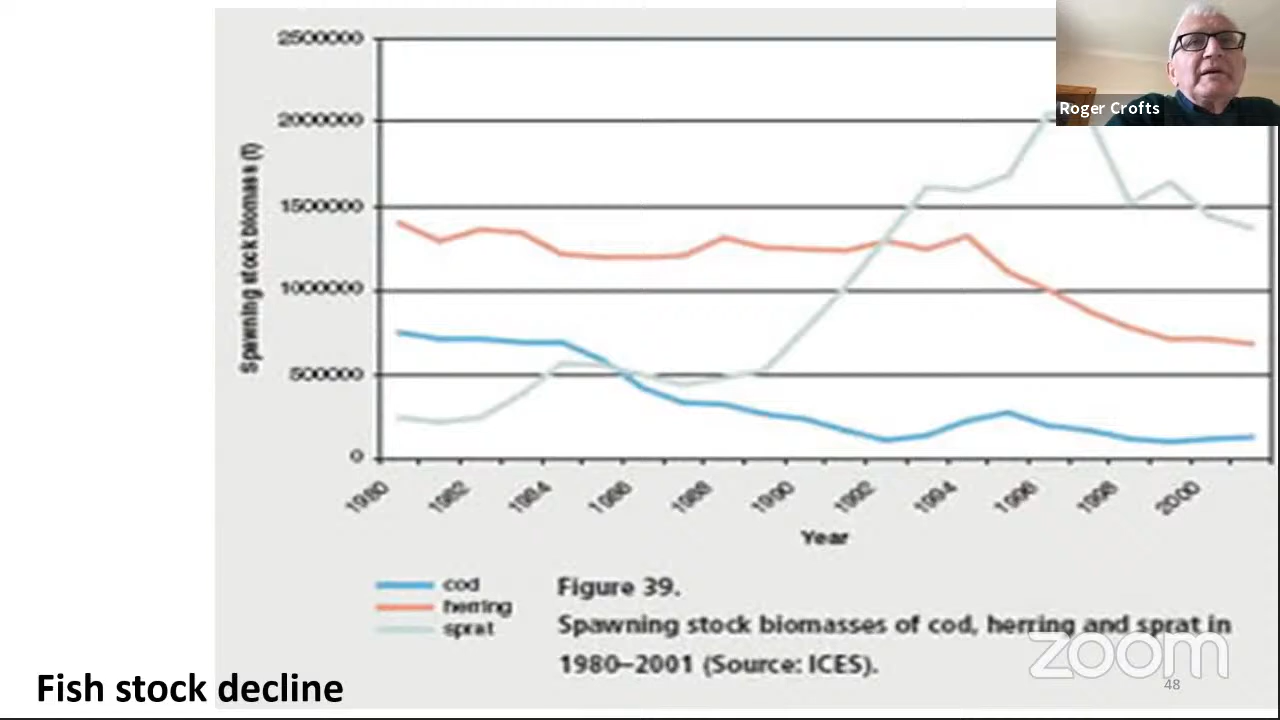 2500000
2000000
1500000
1000000
500000
0
Spawning stock biomass (t)
1980
1982
1984
1986
1988
1990
1992
1994
1996
1998
2000
Year
cod
herring
sprat
Figure 39.
Spawning stock biomasses of cod, herring and sprat in
1980–2001 (Source: ICES).
Fish stock decline
Roger Crofts
zoom
48